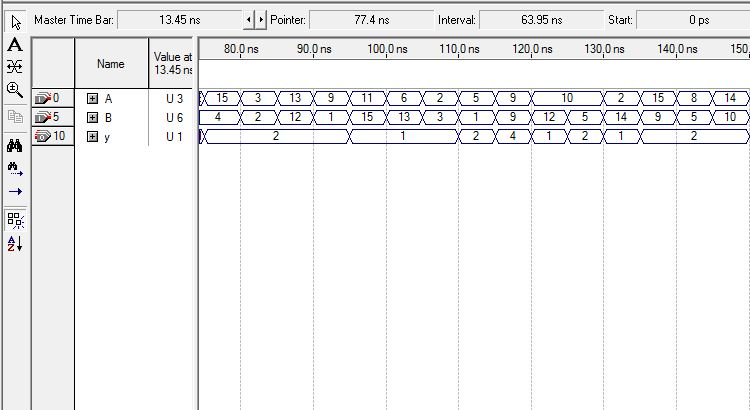 Master Time Bar: 13.45 ns Pointer: 77.4 ns Interval: 63.95 ns Start: 0 ps
Name Value at 13.45 ns 80.0 ns 90.0 ns 100.0 ns 110.0 ns 120.0 ns 130.0 ns 140.0 ns 150.
0 A U 3 15 3 13 9 11 6 2 5 9 10 2 15 8 14
5 B U 6 4 2 12 1 15 13 3 1 9 12 5 14 9 5 10
10 y U 1 2 1 2 4 1 2 1 2